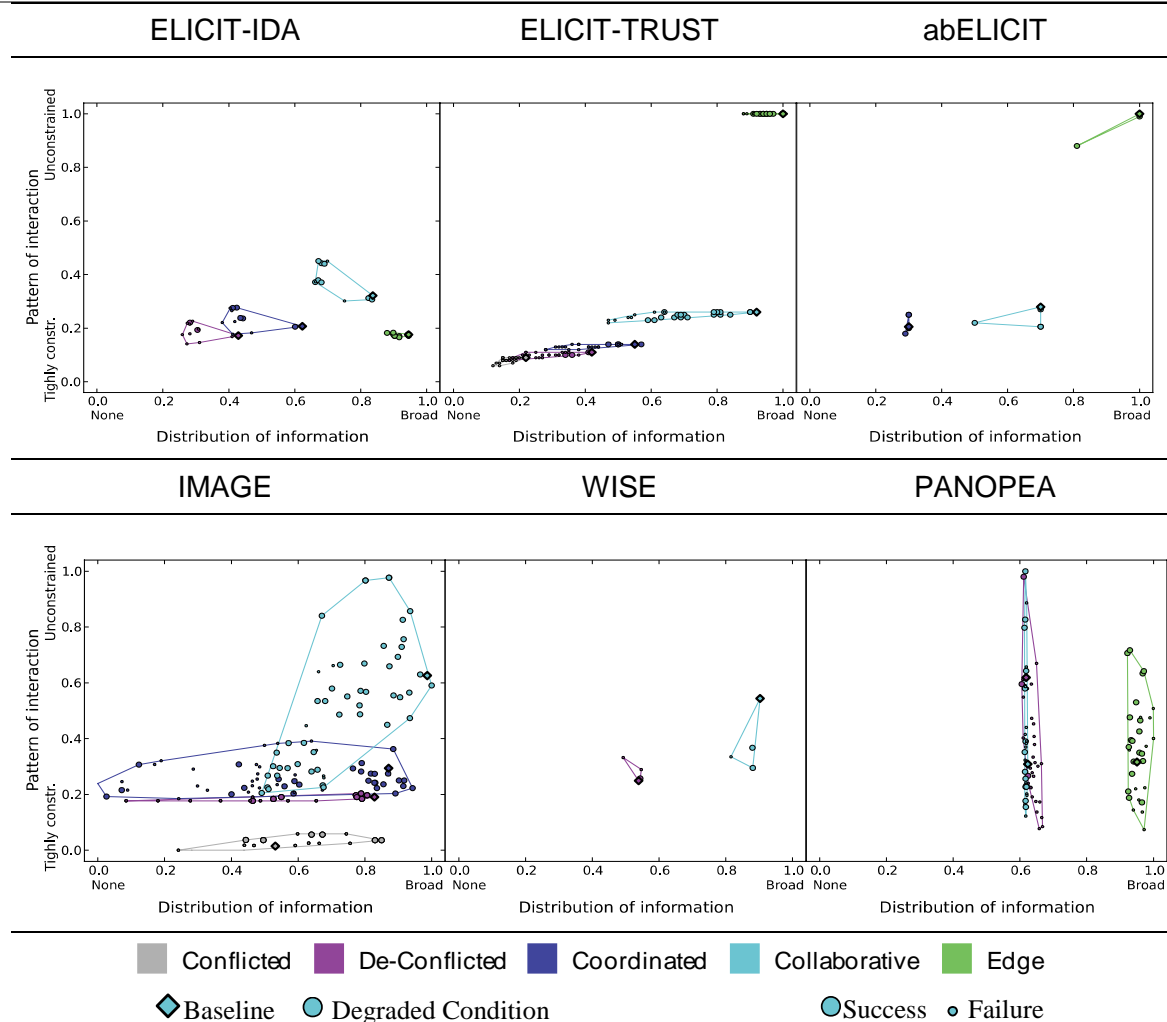 ELICIT-IDA ELICIT-TRUST abELICIT
Pattern of interaction
Tighly constr. Unconstrained
1.0
0.8
0.6
0.4
0.2
0.0
0.0 0.2 0.4 0.6 0.8 1.0 0.0 0.2 0.4 0.6 0.8 1.0 0.0 0.2 0.4 0.6 0.8 1.0
None Broad None Broad None Broad
Distribution of information Distribution of information Distribution of information
IMAGE WISE PANOPEA
Pattern of interaction
Tighly constr. Unconstrained
1.0
0.8
0.6
0.4
0.2
0.0
0.0 0.2 0.4 0.6 0.8 1.0 0.0 0.2 0.4 0.6 0.8 1.0 0.0 0.2 0.4 0.6 0.8 1.0
None Broad None Broad None Broad
Distribution of information Distribution of information Distribution of information
Conflicted De-Conflicted Coordinated Collaborative Edge
Baseline Degraded Condition Success Failure